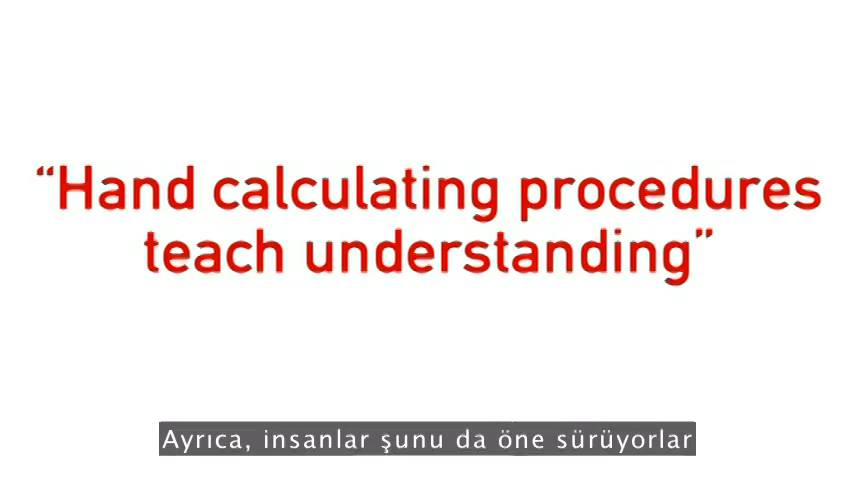 “Hand calculating procedures
teach understanding”
Ayrıca, insanlar şunu da öne sürüyorlar